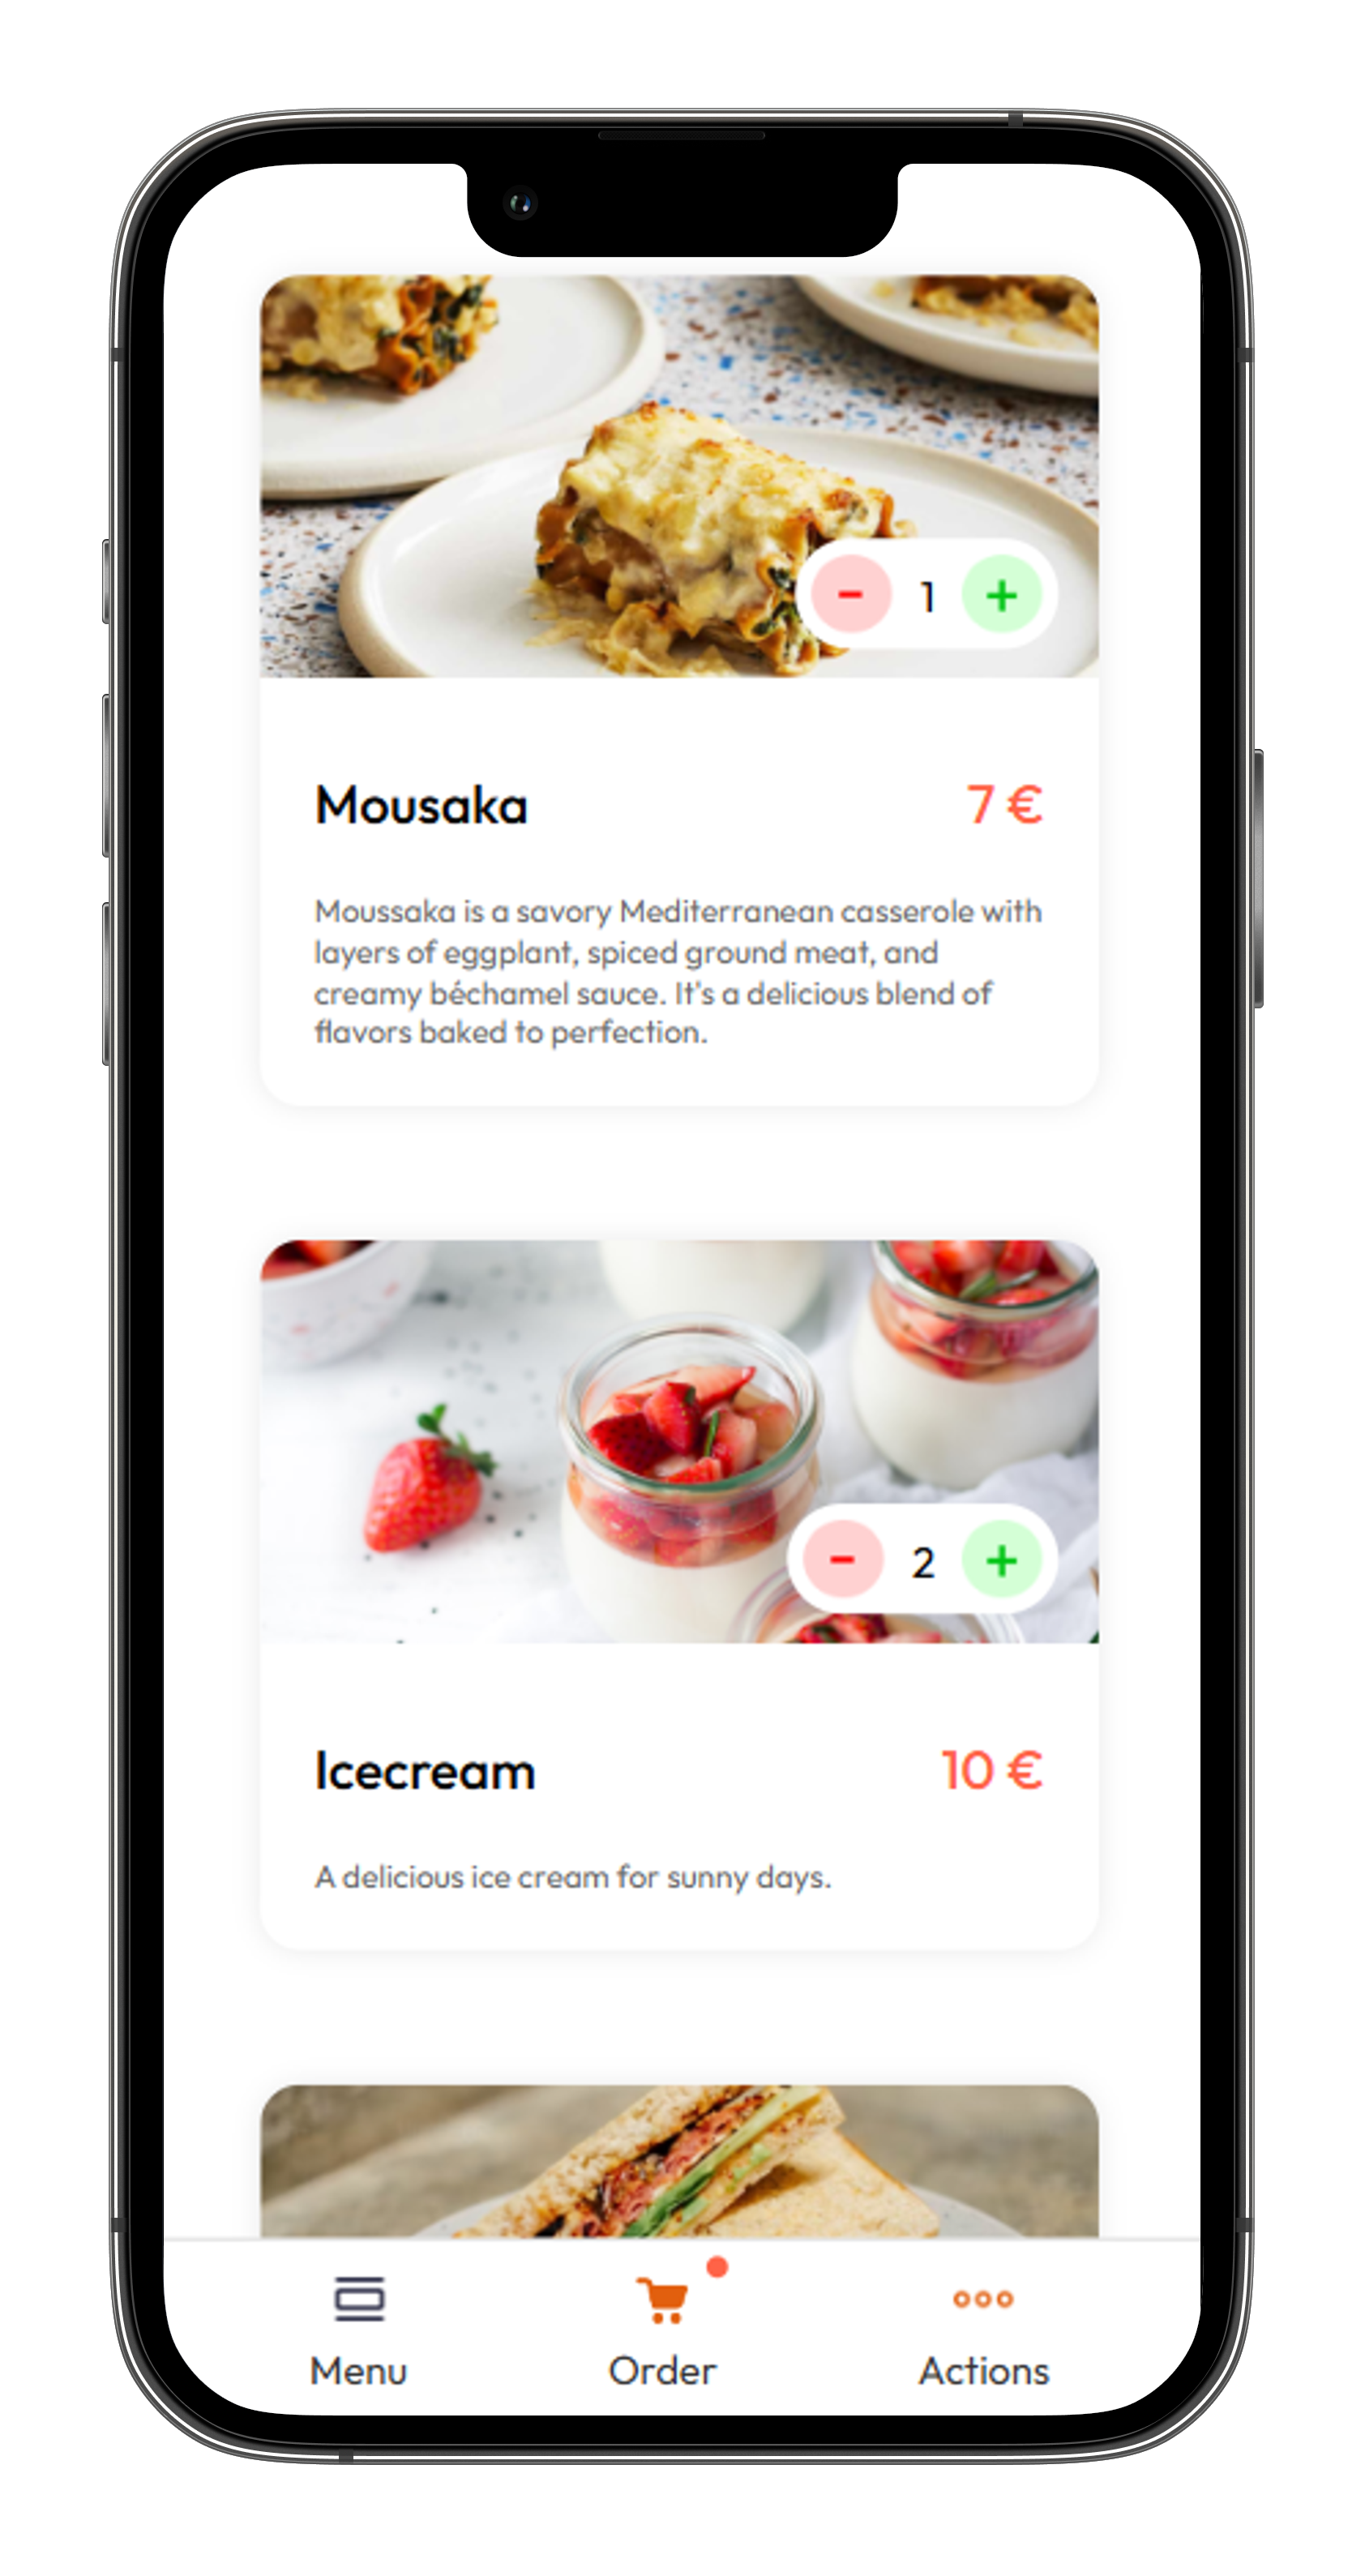 1
Mousaka 7 €
Moussaka is a savory Mediterranean casserole with
layers of eggplant, spiced ground meat, and
creamy béchamel sauce. It's a delicious blend of
flavors baked to perfection.
2
Icecream 10 €
A delicious ice cream for sunny days.
Menu Order Actions